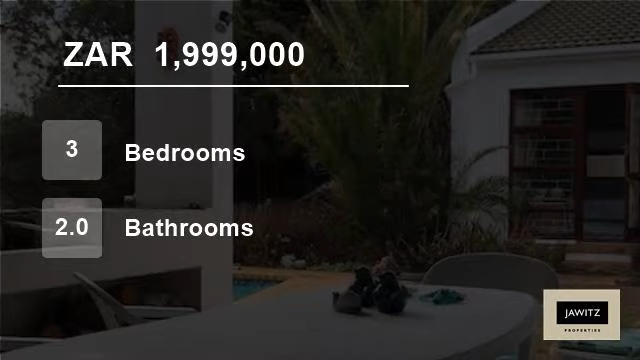 ZAR 1,999,000
3
Bedrooms
2.0
Bathrooms
JAWITZ
PROPERTIES